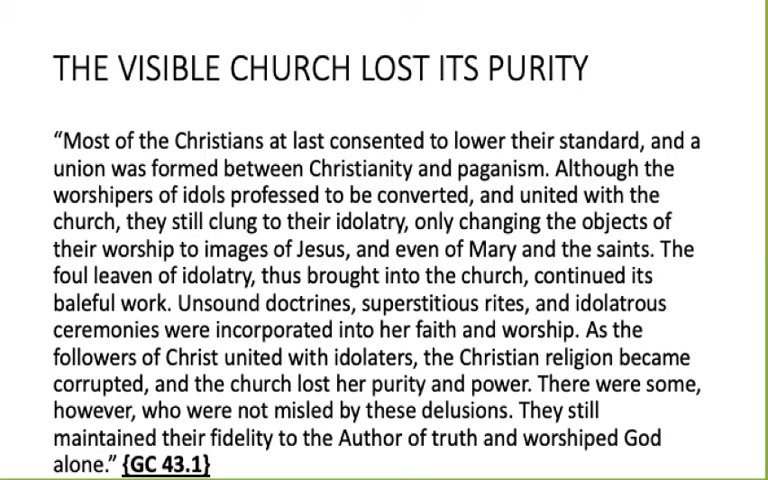 THE VISIBLE CHURCH LOST ITS PURITY
“Most of the Christians at last consented to lower their standard, and a
union was formed between Christianity and paganism. Although the
worshipers of idols professed to be converted, and united with the
church, they still clung to their idolatry, only changing the objects of
their worship to images of Jesus, and even of Mary and the saints. The
foul leaven of idolatry, thus brought into the church, continued its
baleful work. Unsound doctrines, superstitious rites, and idolatrous
ceremonies were incorporated into her faith and worship. As the
followers of Christ united with idolaters, the Christian religion became
corrupted, and the church lost her purity and power. There were some,
however, who were not misled by these delusions. They still
maintained their fidelity to the Author of truth and worshiped God
alone.” {GC 43.1}